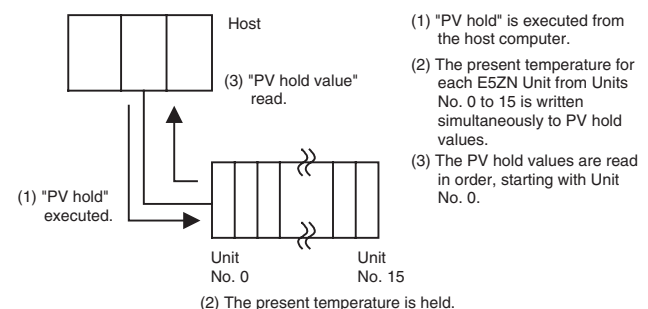 Host
(3) "PV hold value"
read.
(1) "PV hold"
executed.
Unit
No. 0
Unit
No. 15
(2) The present temperature is held.
(1) "PV hold" is executed from
the host computer.
(2) The present temperature for
each E5ZN Unit from Units
No. 0 to 15 is written
simultaneously to PV hold
values.
(3) The PV hold values are read
in order, starting with Unit
No. 0.